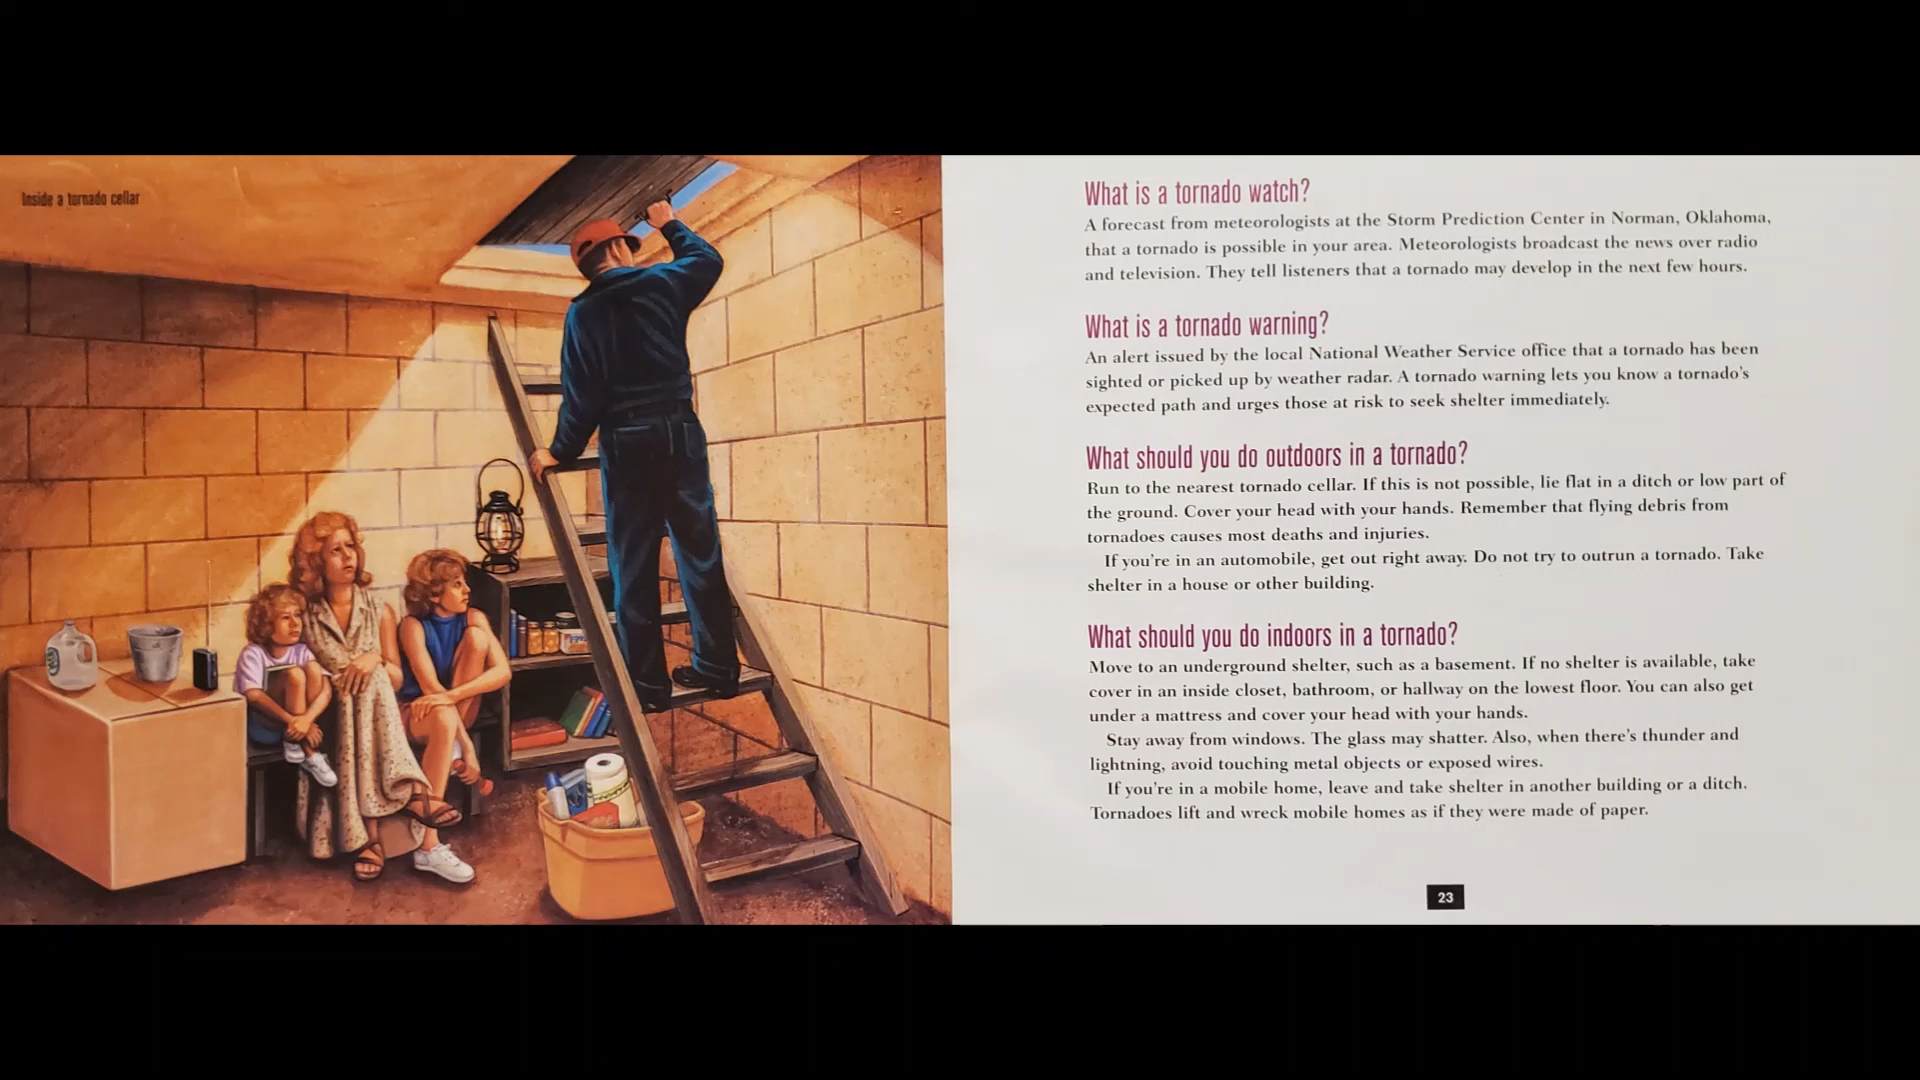 Inside a tornado cellar
What is a tornado watch?
A forecast from meteorologists at the Storm Prediction Center in Norman, Oklahoma,
that a tornado is possible in your area. Meteorologists broadcast the news over radio
and television. They tell listeners that a tornado may develop in the next few hours.
What is a tornado warning?
An alert issued by the local National Weather Service office that a tornado has been
sighted or picked up by weather radar. A tornado warning lets you know a tornado's
expected path and urges those at risk to seek shelter immediately.
What should you do outdoors in a tornado?
Run to the nearest tornado cellar. If this is not possible, lie flat in a ditch or low part of
the ground. Cover your head with your hands. Remember that flying debris from
tornadoes causes most deaths and injuries.
If you're in an automobile, get out right away. Do not try to outrun a tornado. Take
shelter in a house or other building.
What should you do indoors in a tornado?
Move to an underground shelter, such as a basement. If no shelter is available, take
cover in an inside closet, bathroom, or hallway on the lowest floor. You can also get
under a mattress and cover your head with your hands.
Stay away from windows. The glass may shatter. Also, when there's thunder and
lightning, avoid touching metal objects or exposed wires.
If you're in a mobile home, leave and take shelter in another building or a ditch.
Tornadoes lift and wreck mobile homes as if they were made of paper.
23